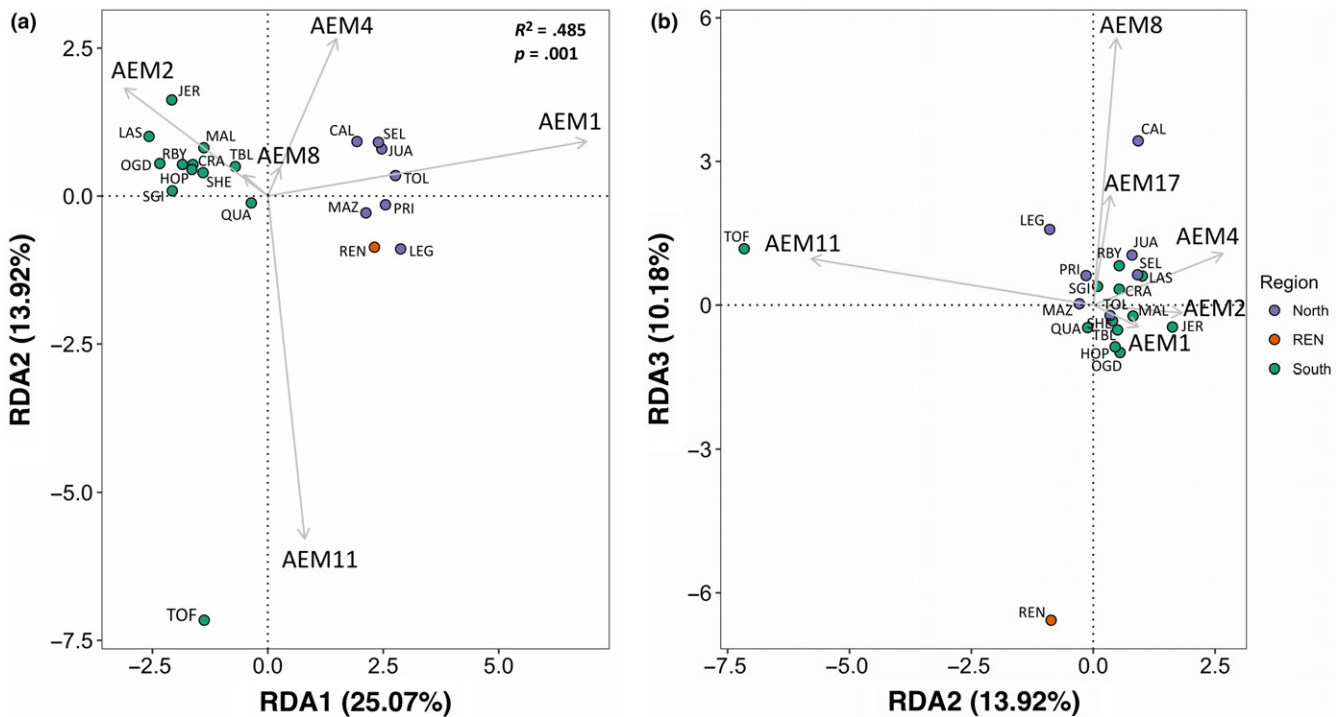 (a)
AEM4
R² = .485
p = .001
AEM2
JER
AEM1
LAS
MAL
CAL
SEL
RBY
CRA
TBL
AEM8
JUA
OGD
HOP
SHE
TOL
SGI
QUA
MAZ
PRI
REN
LEG
AEM11
TOF
2.5
0.0
−2.5
−5.0
−7.5
RDA2 (13.92%)
−2.5
0.0
2.5
5.0
RDA1 (25.07%)
(b)
AEM8
CAL
AEM17
LEG
TOF
AEM11
JUA
AEM4
RBY
SEL
PRI
LAS
SGI
CRA
TOL
MAZ
MAL
AEM2
QUA
SHE
JER
TBL
AEM1
HOP
OGD
REN
6
3
0
−3
−6
RDA3 (10.18%)
−7.5
−5.0
−2.5
0.0
2.5
RDA2 (13.92%)
Region
North
REN
South